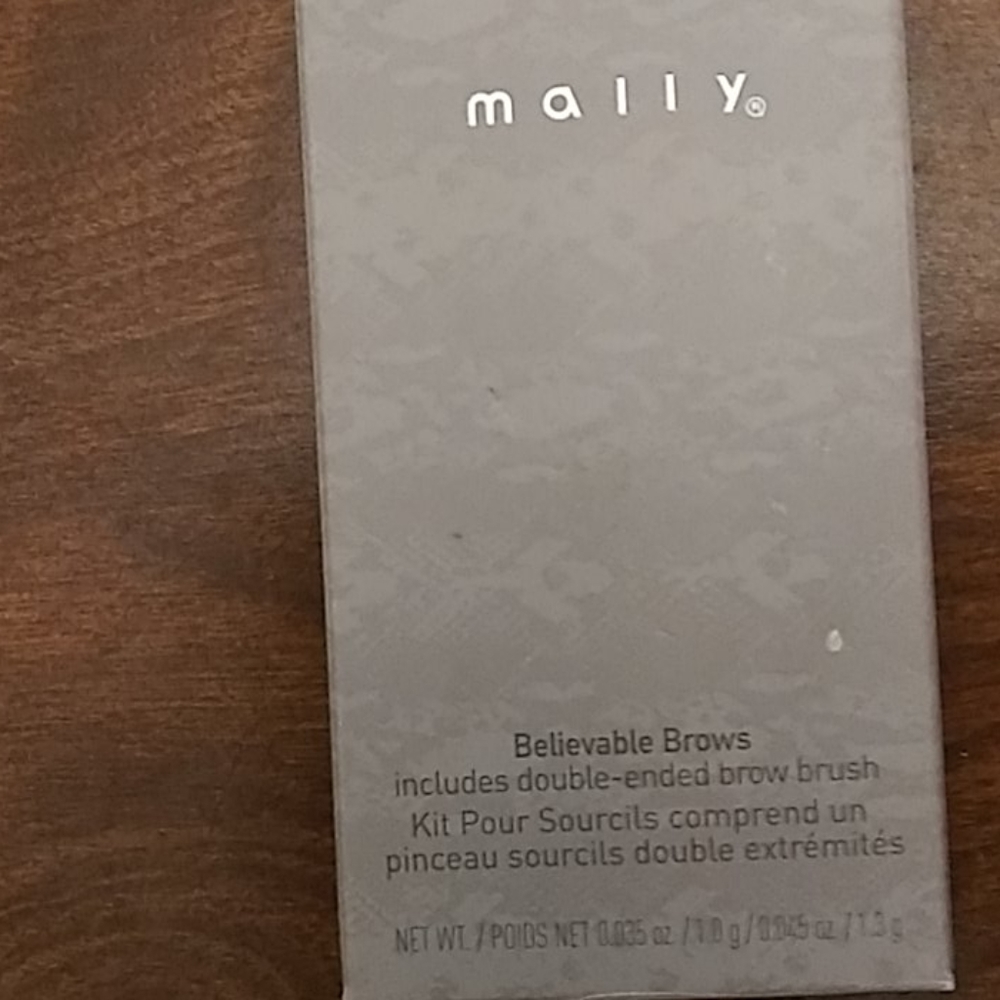 mally®
Believable Brows
includes double-ended brow brush
Kit Pour Sourcils comprend un
pinceau sourcils double extrémités
NET WT. / POIDS NET 0.035 oz / 1.0 g / 0.045 oz / 1.3 g